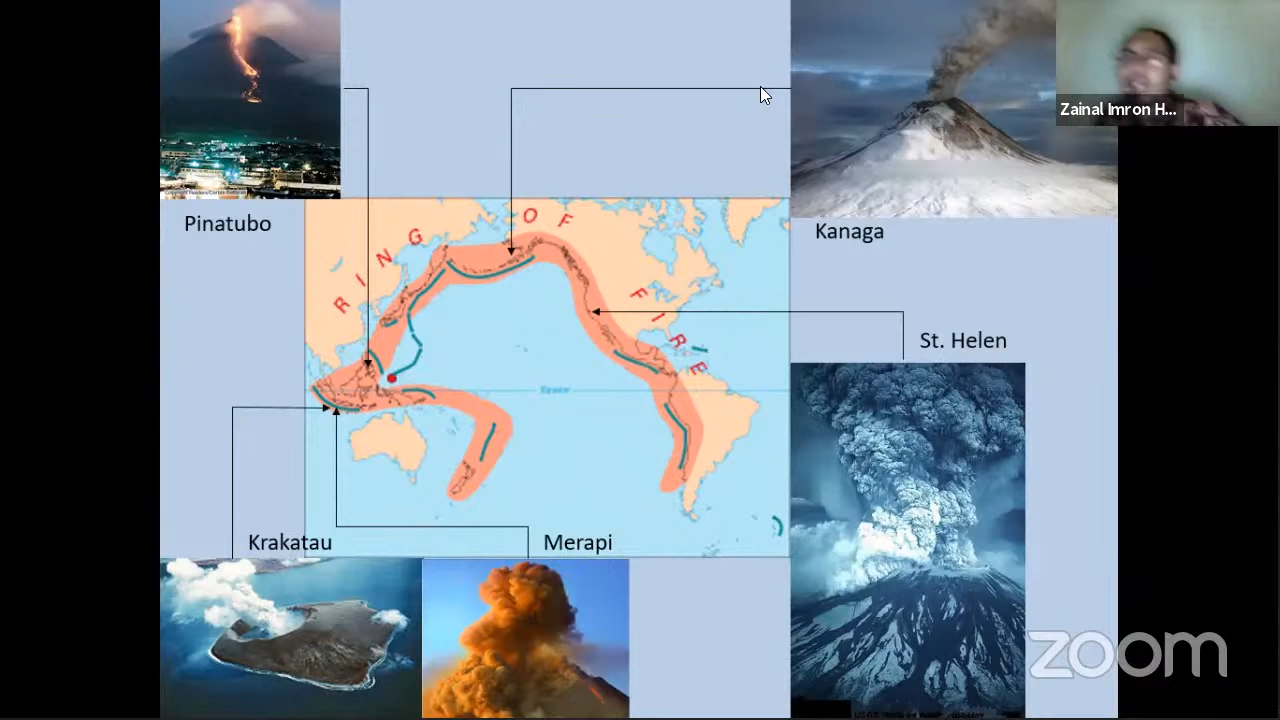 Zainal Imron H...
Pinatubo
Kanaga
RING OF
FIRE
St. Helen
Krakatau
Merapi
zoom